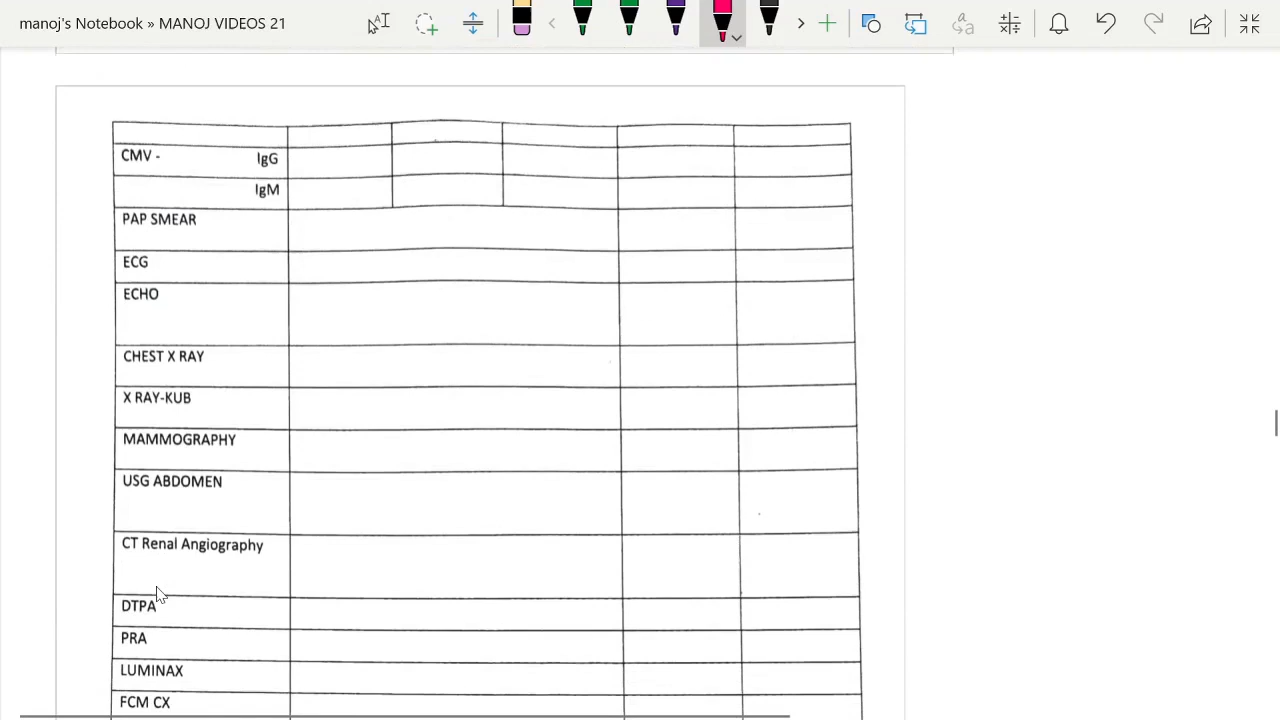 manoj's Notebook » MANOJ VIDEOS 21
CMV - IgG
IgM
PAP SMEAR
ECG
ECHO
CHEST X RAY
X RAY-KUB
MAMMOGRAPHY
USG ABDOMEN
CT Renal Angiography
DTPA
PRA
LUMINAX
FCM CX